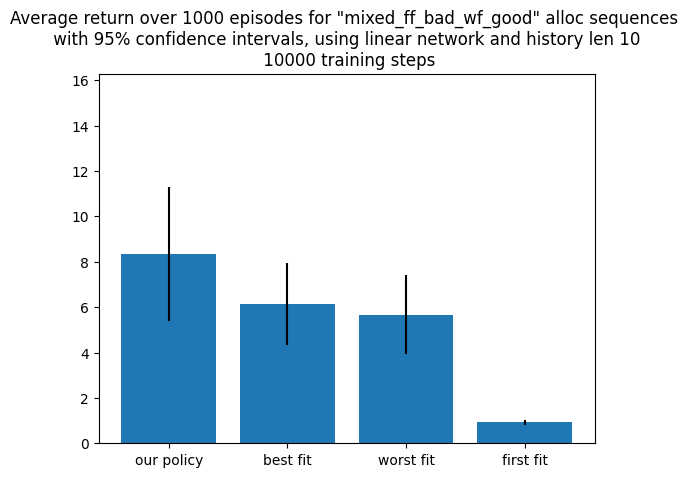 Average return over 1000 episodes for "mixed_ff_bad_wf_good" alloc sequences
with 95% confidence intervals, using linear network and history len 10
10000 training steps
16
14
12
10
8
6
4
2
0
our policy best fit worst fit first fit